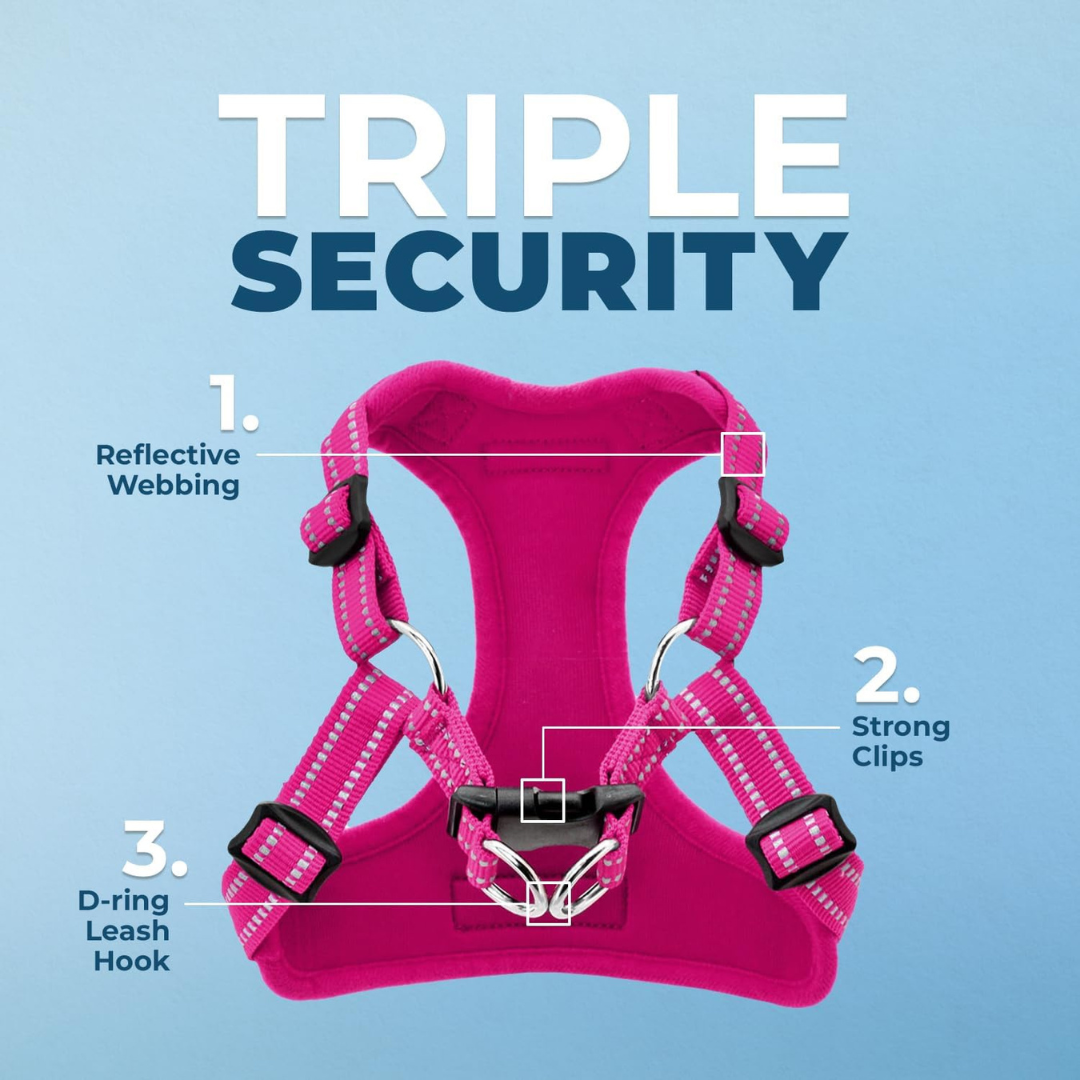 TRIPLE
SECURITY
1.
Reflective
Webbing
2.
Strong
Clips
3.
D-ring
Leash
Hook